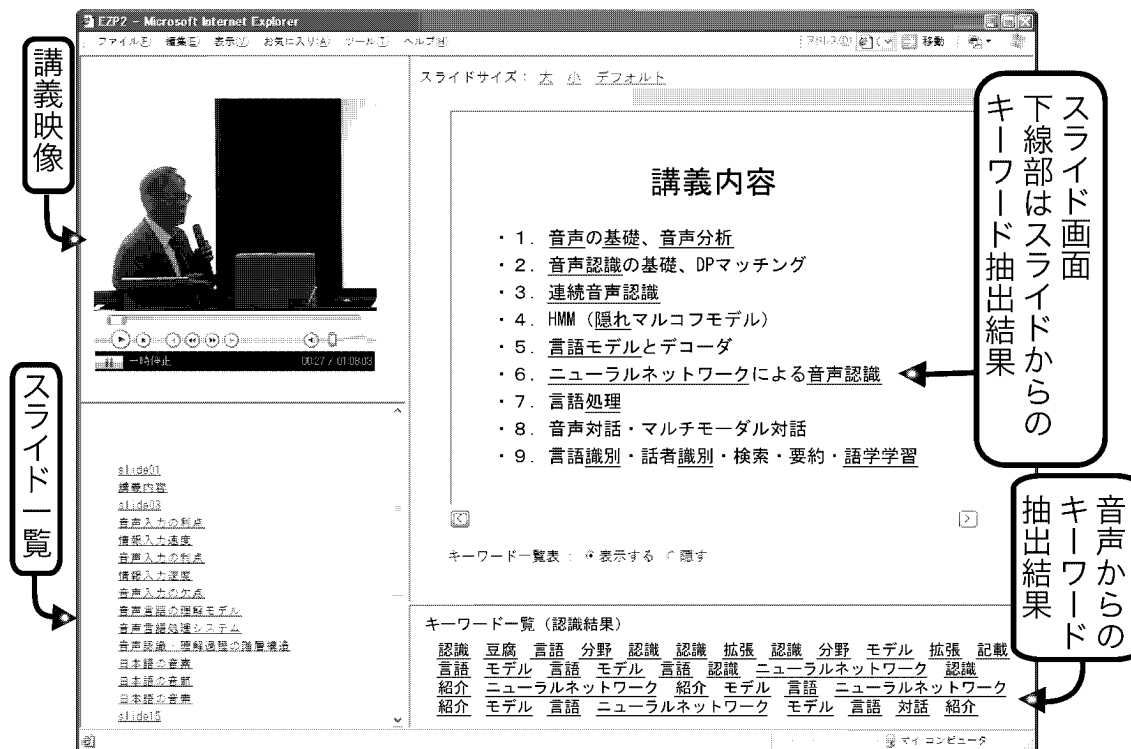 EZP2 - Microsoft Internet Explorer
ファイル(F) 編集(E) 表示(V) お気に入り(A) ツール(T) ヘルプ(H)
アドレス(D) 移動
講義映像
一時停止 00:27 / 01:08:03
スライド一覧
slide01
講義内容
slide03
音声入力の利点
情報入力速度
音声入力の利点
情報入力速度
音声入力の欠点
音声言語の理解モデル
音声言語処理システム
音声認識・理解過程の階層構造
日本語の音素
日本語の音節
日本語の音素
slide15
スライドサイズ: 大 小 デフォルト
講義内容
・1. 音声の基礎、音声分析
・2. 音声認識の基礎、DPマッチング
・3. 連続音声認識
・4. HMM (隠れマルコフモデル)
・5. 言語モデルとデコーダ
・6. ニューラルネットワークによる音声認識
・7. 言語処理
・8. 音声対話・マルチモーダル対話
・9. 言語識別・話者識別・検索・要約・語学学習
スライド画面
下線部はスライドからの
キーワード抽出結果
キーワード一覧表: 表示する 隠す
キーワード一覧 (認識結果)
認識 豆腐 言語 分野 認識 認識 拡張 認識 分野 モデル 拡張 記載
言語 モデル 言語 モデル 言語 認識 ニューラルネットワーク 認識
紹介 ニューラルネットワーク 紹介 モデル 言語 ニューラルネットワーク
紹介 モデル 言語 ニューラルネットワーク モデル 言語 対話 紹介
音声からの
キーワード
抽出結果
マイ コンピュータ